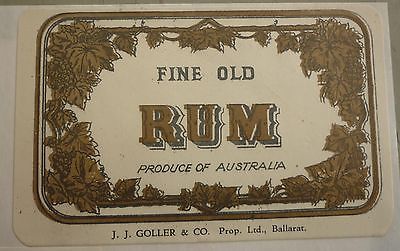 FINE OLD
RUM
PRODUCE OF AUSTRALIA
J. J. GOLLER & CO. Prop. Ltd., Ballarat.